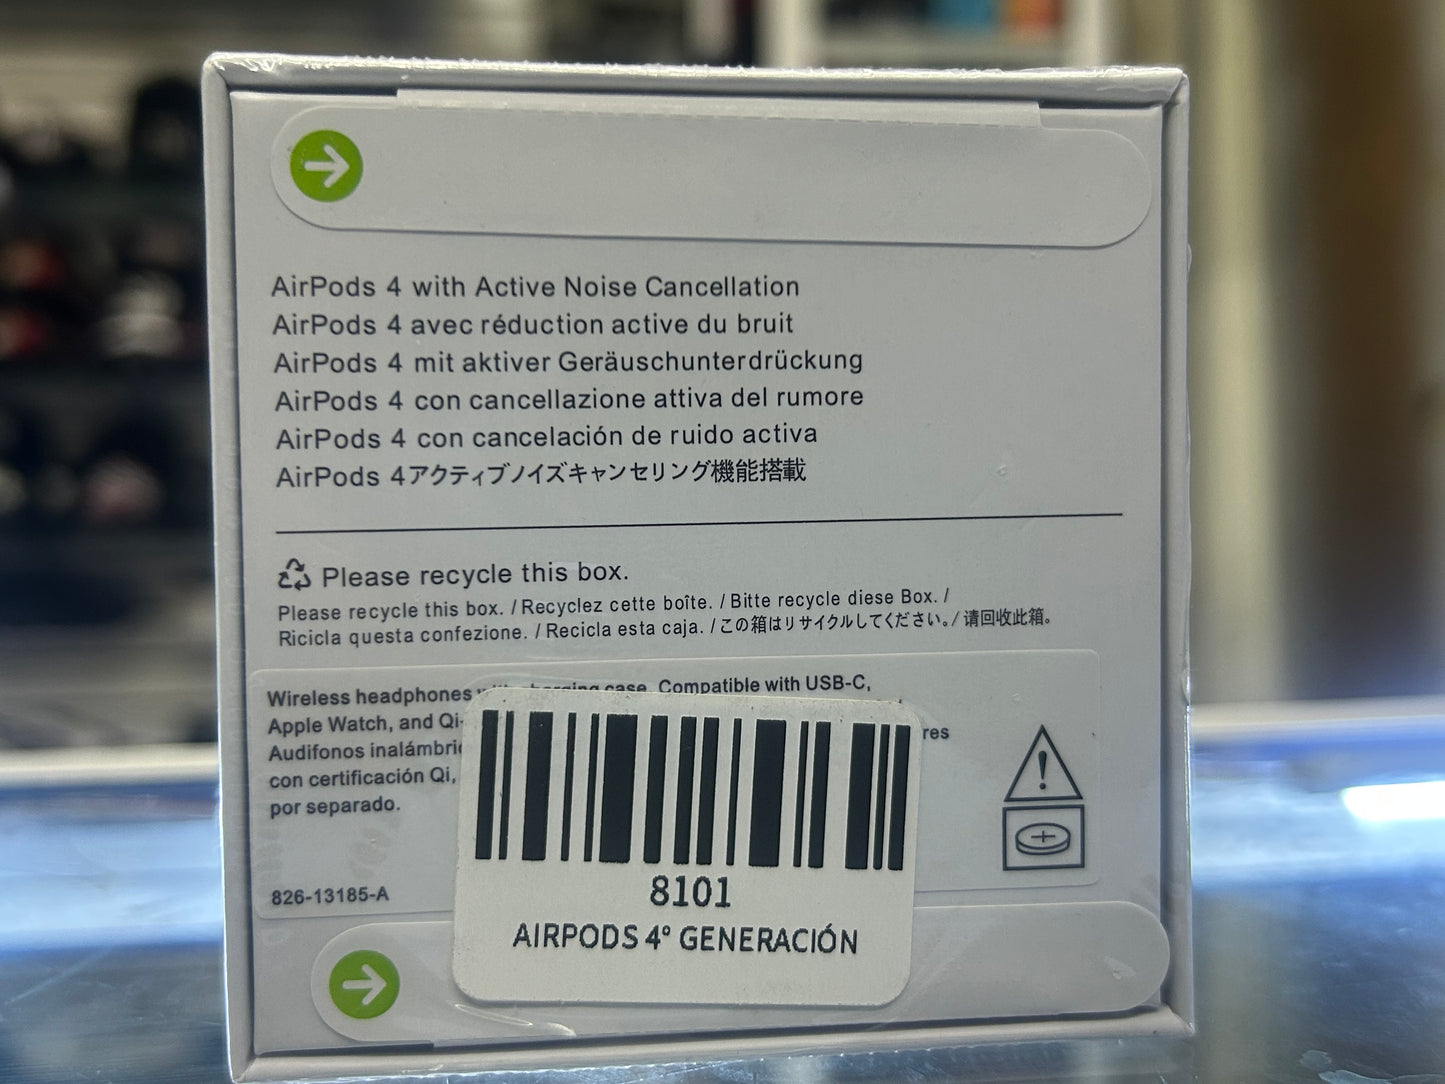 AirPods 4 with Active Noise Cancellation
AirPods 4 avec réduction active du bruit
AirPods 4 mit aktiver Geräuschunterdrückung
AirPods 4 con cancellazione attiva del rumore
AirPods 4 con cancelación de ruido activa
AirPods 4アクティブノイズキャンセリング機能搭載
Please recycle this box.
Please recycle this box. / Recyclez cette boîte. / Bitte recycle diese Box. /
Ricicla questa confezione. / Recicla esta caja. / この箱はリサイクルしてください。/ 请回收此箱。
Wireless headphones case. Compatible with USB-C,
Apple Watch, and Qi-
Audifonos inalámbri res
con certificación Qi,
por separado.
826-13185-A
8101
AIRPODS 4º GENERACIÓN